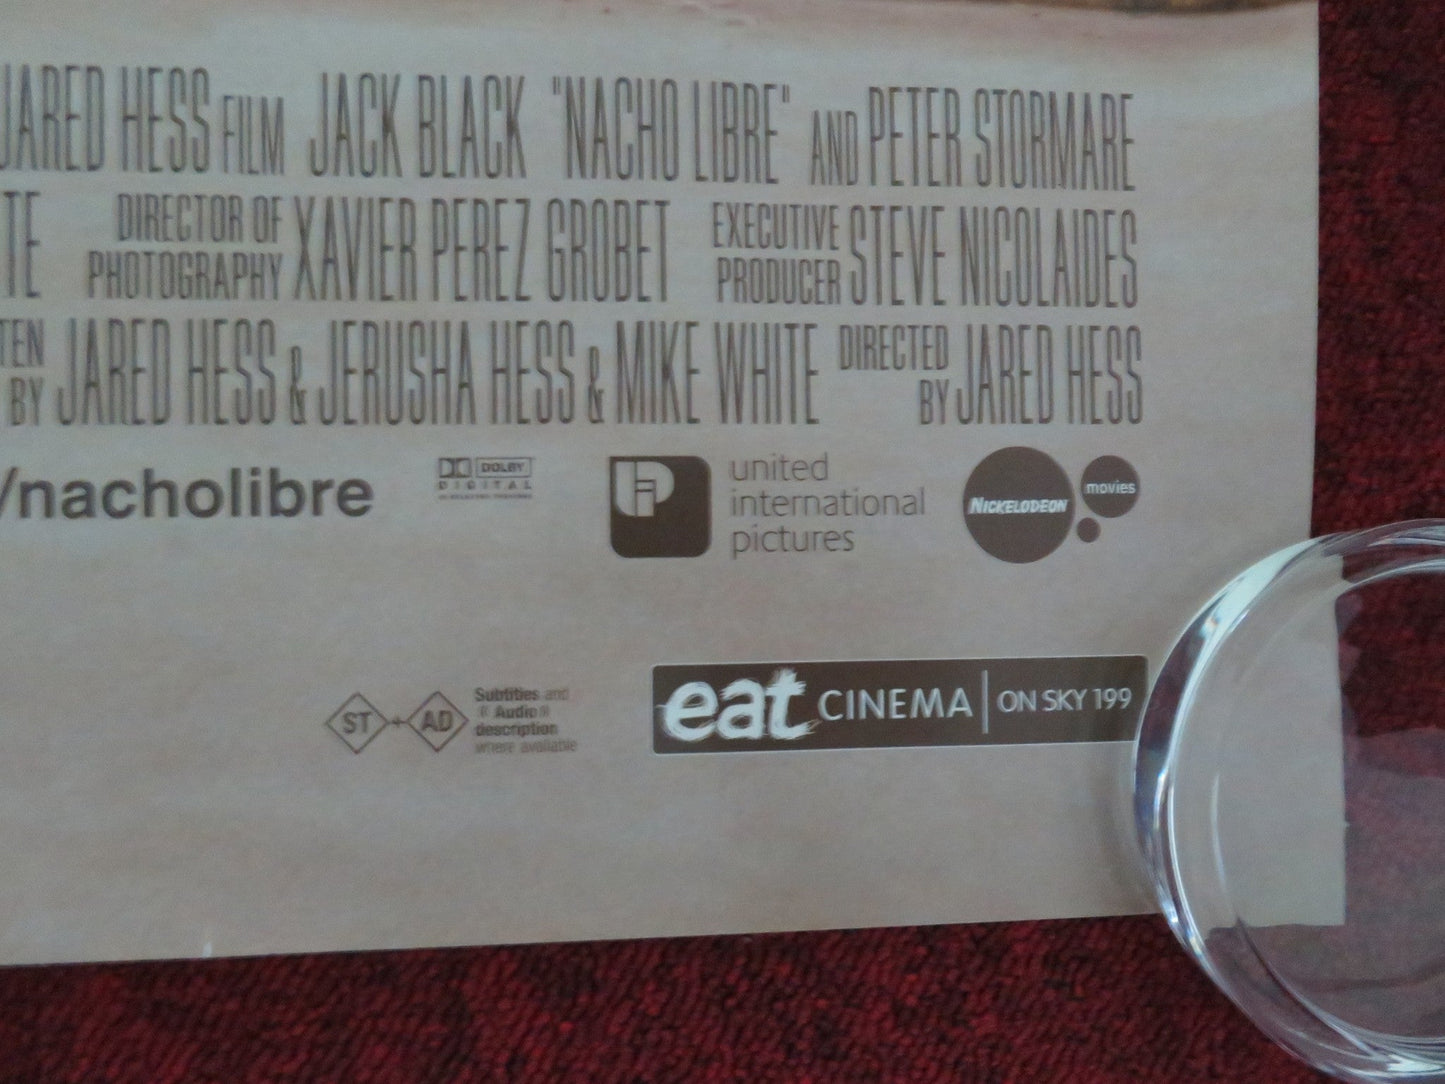 JARED HESS FILM JACK BLACK "NACHO LIBRE" AND PETER STORMARE
TE DIRECTOR OF PHOTOGRAPHY XAVIER PEREZ GROBET EXECUTIVE PRODUCER STEVE NICOLAIDES
TEN BY JARED HESS & JERUSHA HESS & MIKE WHITE DIRECTED BY JARED HESS
/nacholibre
DOLBY
DIGITAL
united
international
pictures
NICKELODEON
movies
ST + AD
Subtitles and
Audio
description
where available
eat CINEMA | ON SKY 199